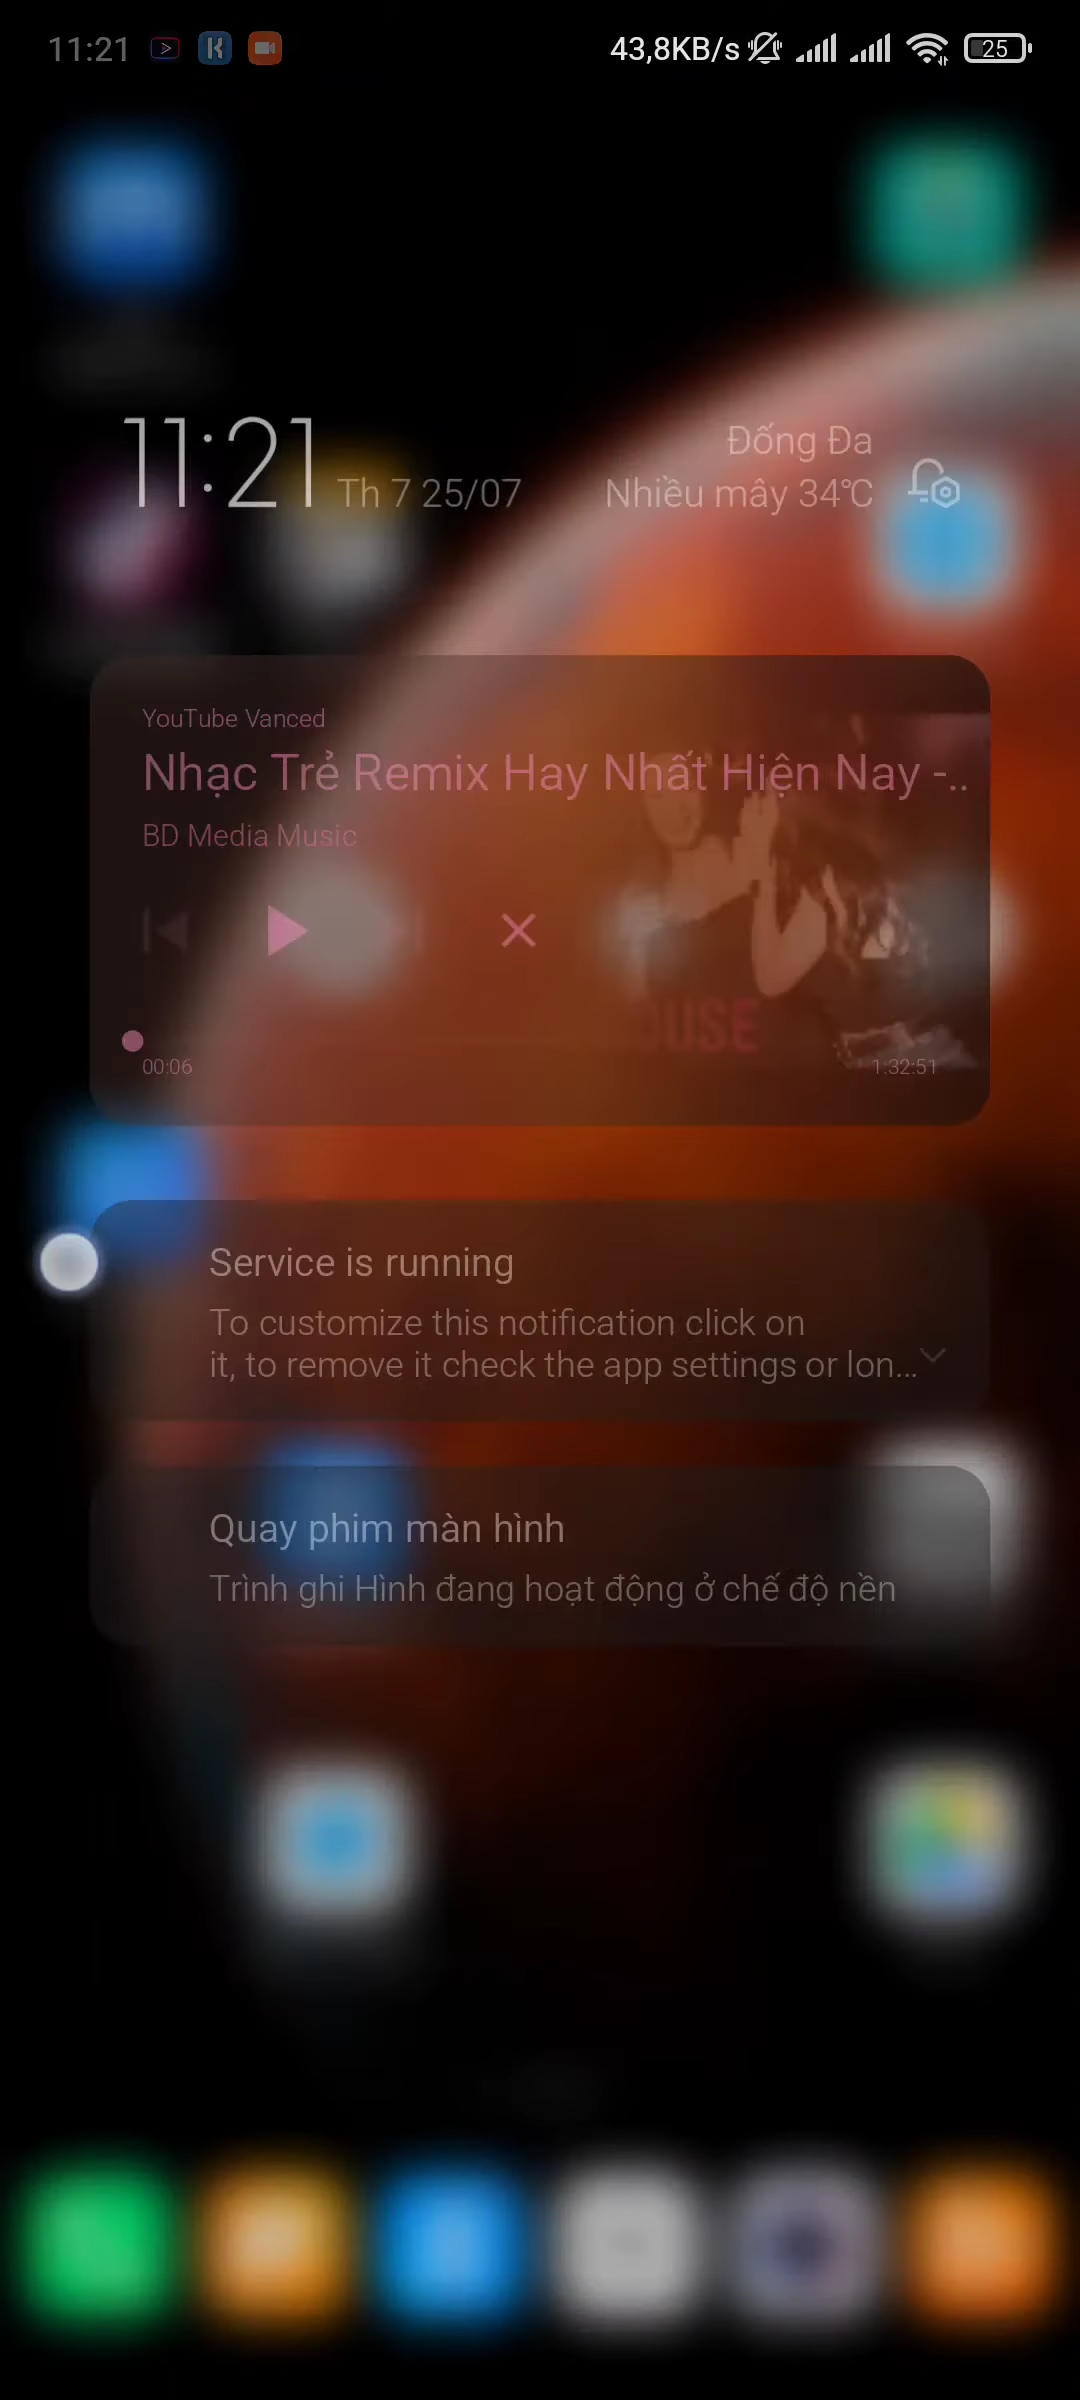 11:21
43,8KB/s
25
11:21 Th 7 25/07
Đống Đa
Nhiều mây 34℃
YouTube Vanced
Nhạc Trẻ Remix Hay Nhất Hiện Nay -..
BD Media Music
00:06
1:32:51
Service is running
To customize this notification click on
it, to remove it check the app settings or lon...
Quay phim màn hình
Trình ghi Hình đang hoạt động ở chế độ nền